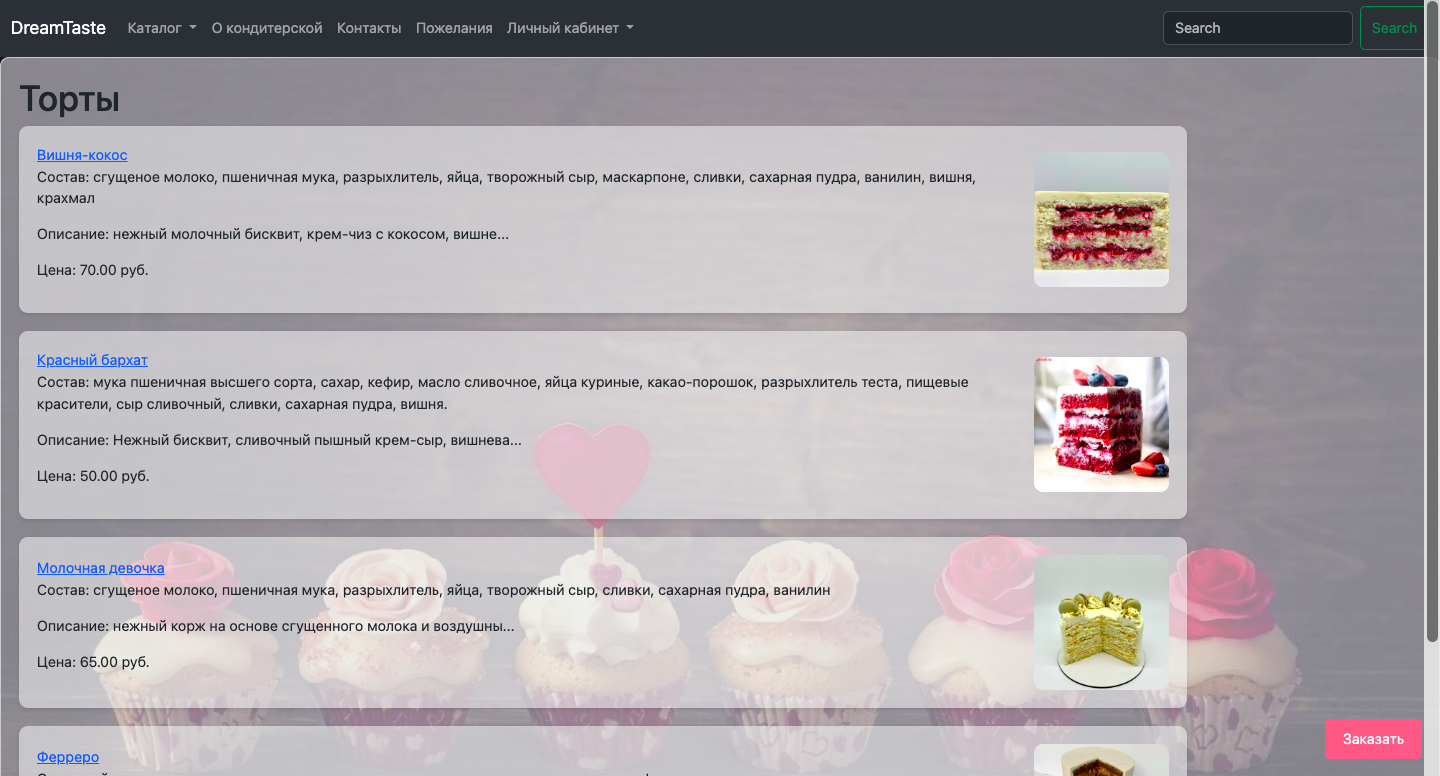 DreamTaste Каталог О кондитерской Контакты Пожелания Личный кабинет Search Search
Торты
Вишня-кокос
Состав: сгущеное молоко, пшеничная мука, разрыхлитель, яйца, творожный сыр, маскарпоне, сливки, сахарная пудра, ванилин, вишня,
крахмал
Описание: нежный молочный бисквит, крем-чиз с кокосом, вишне...
Цена: 70.00 руб.
Красный бархат
Состав: мука пшеничная высшего сорта, сахар, кефир, масло сливочное, яйца куриные, какао-порошок, разрыхлитель теста, пищевые
красители, сыр сливочный, сливки, сахарная пудра, вишня.
Описание: Нежный бисквит, сливочный пышный крем-сыр, вишнева...
Цена: 50.00 руб.
Молочная девочка
Состав: сгущеное молоко, пшеничная мука, разрыхлитель, яйца, творожный сыр, сливки, сахарная пудра, ванилин
Описание: нежный корж на основе сгущенного молока и воздушны...
Цена: 65.00 руб.
Заказать
Ферреро